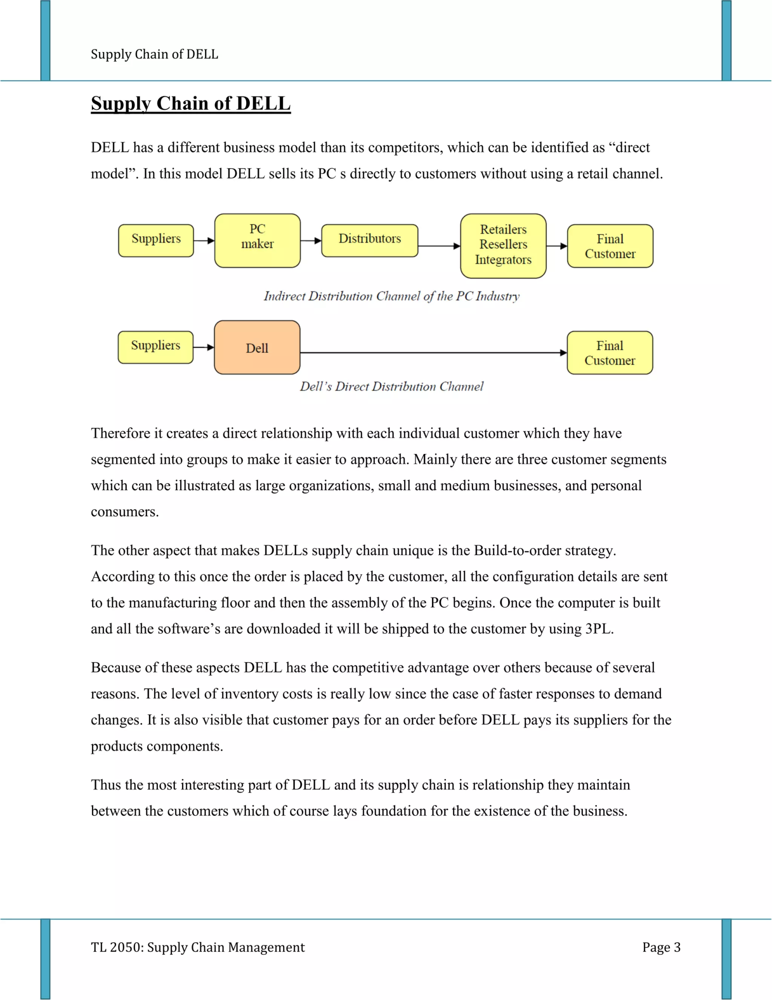 Supply Chain of DELL
Supply Chain of DELL
DELL has a different business model than its competitors, which can be identified as “direct
model”. In this model DELL sells its PC s directly to customers without using a retail channel.
Suppliers
PC
maker
Distributors
Retailers
Resellers
Integrators
Final
Customer
Indirect Distribution Channel of the PC Industry
Suppliers
Dell
Final
Customer
Dell’s Direct Distribution Channel
Therefore it creates a direct relationship with each individual customer which they have
segmented into groups to make it easier to approach. Mainly there are three customer segments
which can be illustrated as large organizations, small and medium businesses, and personal
consumers.
The other aspect that makes DELLs supply chain unique is the Build-to-order strategy.
According to this once the order is placed by the customer, all the configuration details are sent
to the manufacturing floor and then the assembly of the PC begins. Once the computer is built
and all the software’s are downloaded it will be shipped to the customer by using 3PL.
Because of these aspects DELL has the competitive advantage over others because of several
reasons. The level of inventory costs is really low since the case of faster responses to demand
changes. It is also visible that customer pays for an order before DELL pays its suppliers for the
products components.
Thus the most interesting part of DELL and its supply chain is relationship they maintain
between the customers which of course lays foundation for the existence of the business.
TL 2050: Supply Chain Management
Page 3